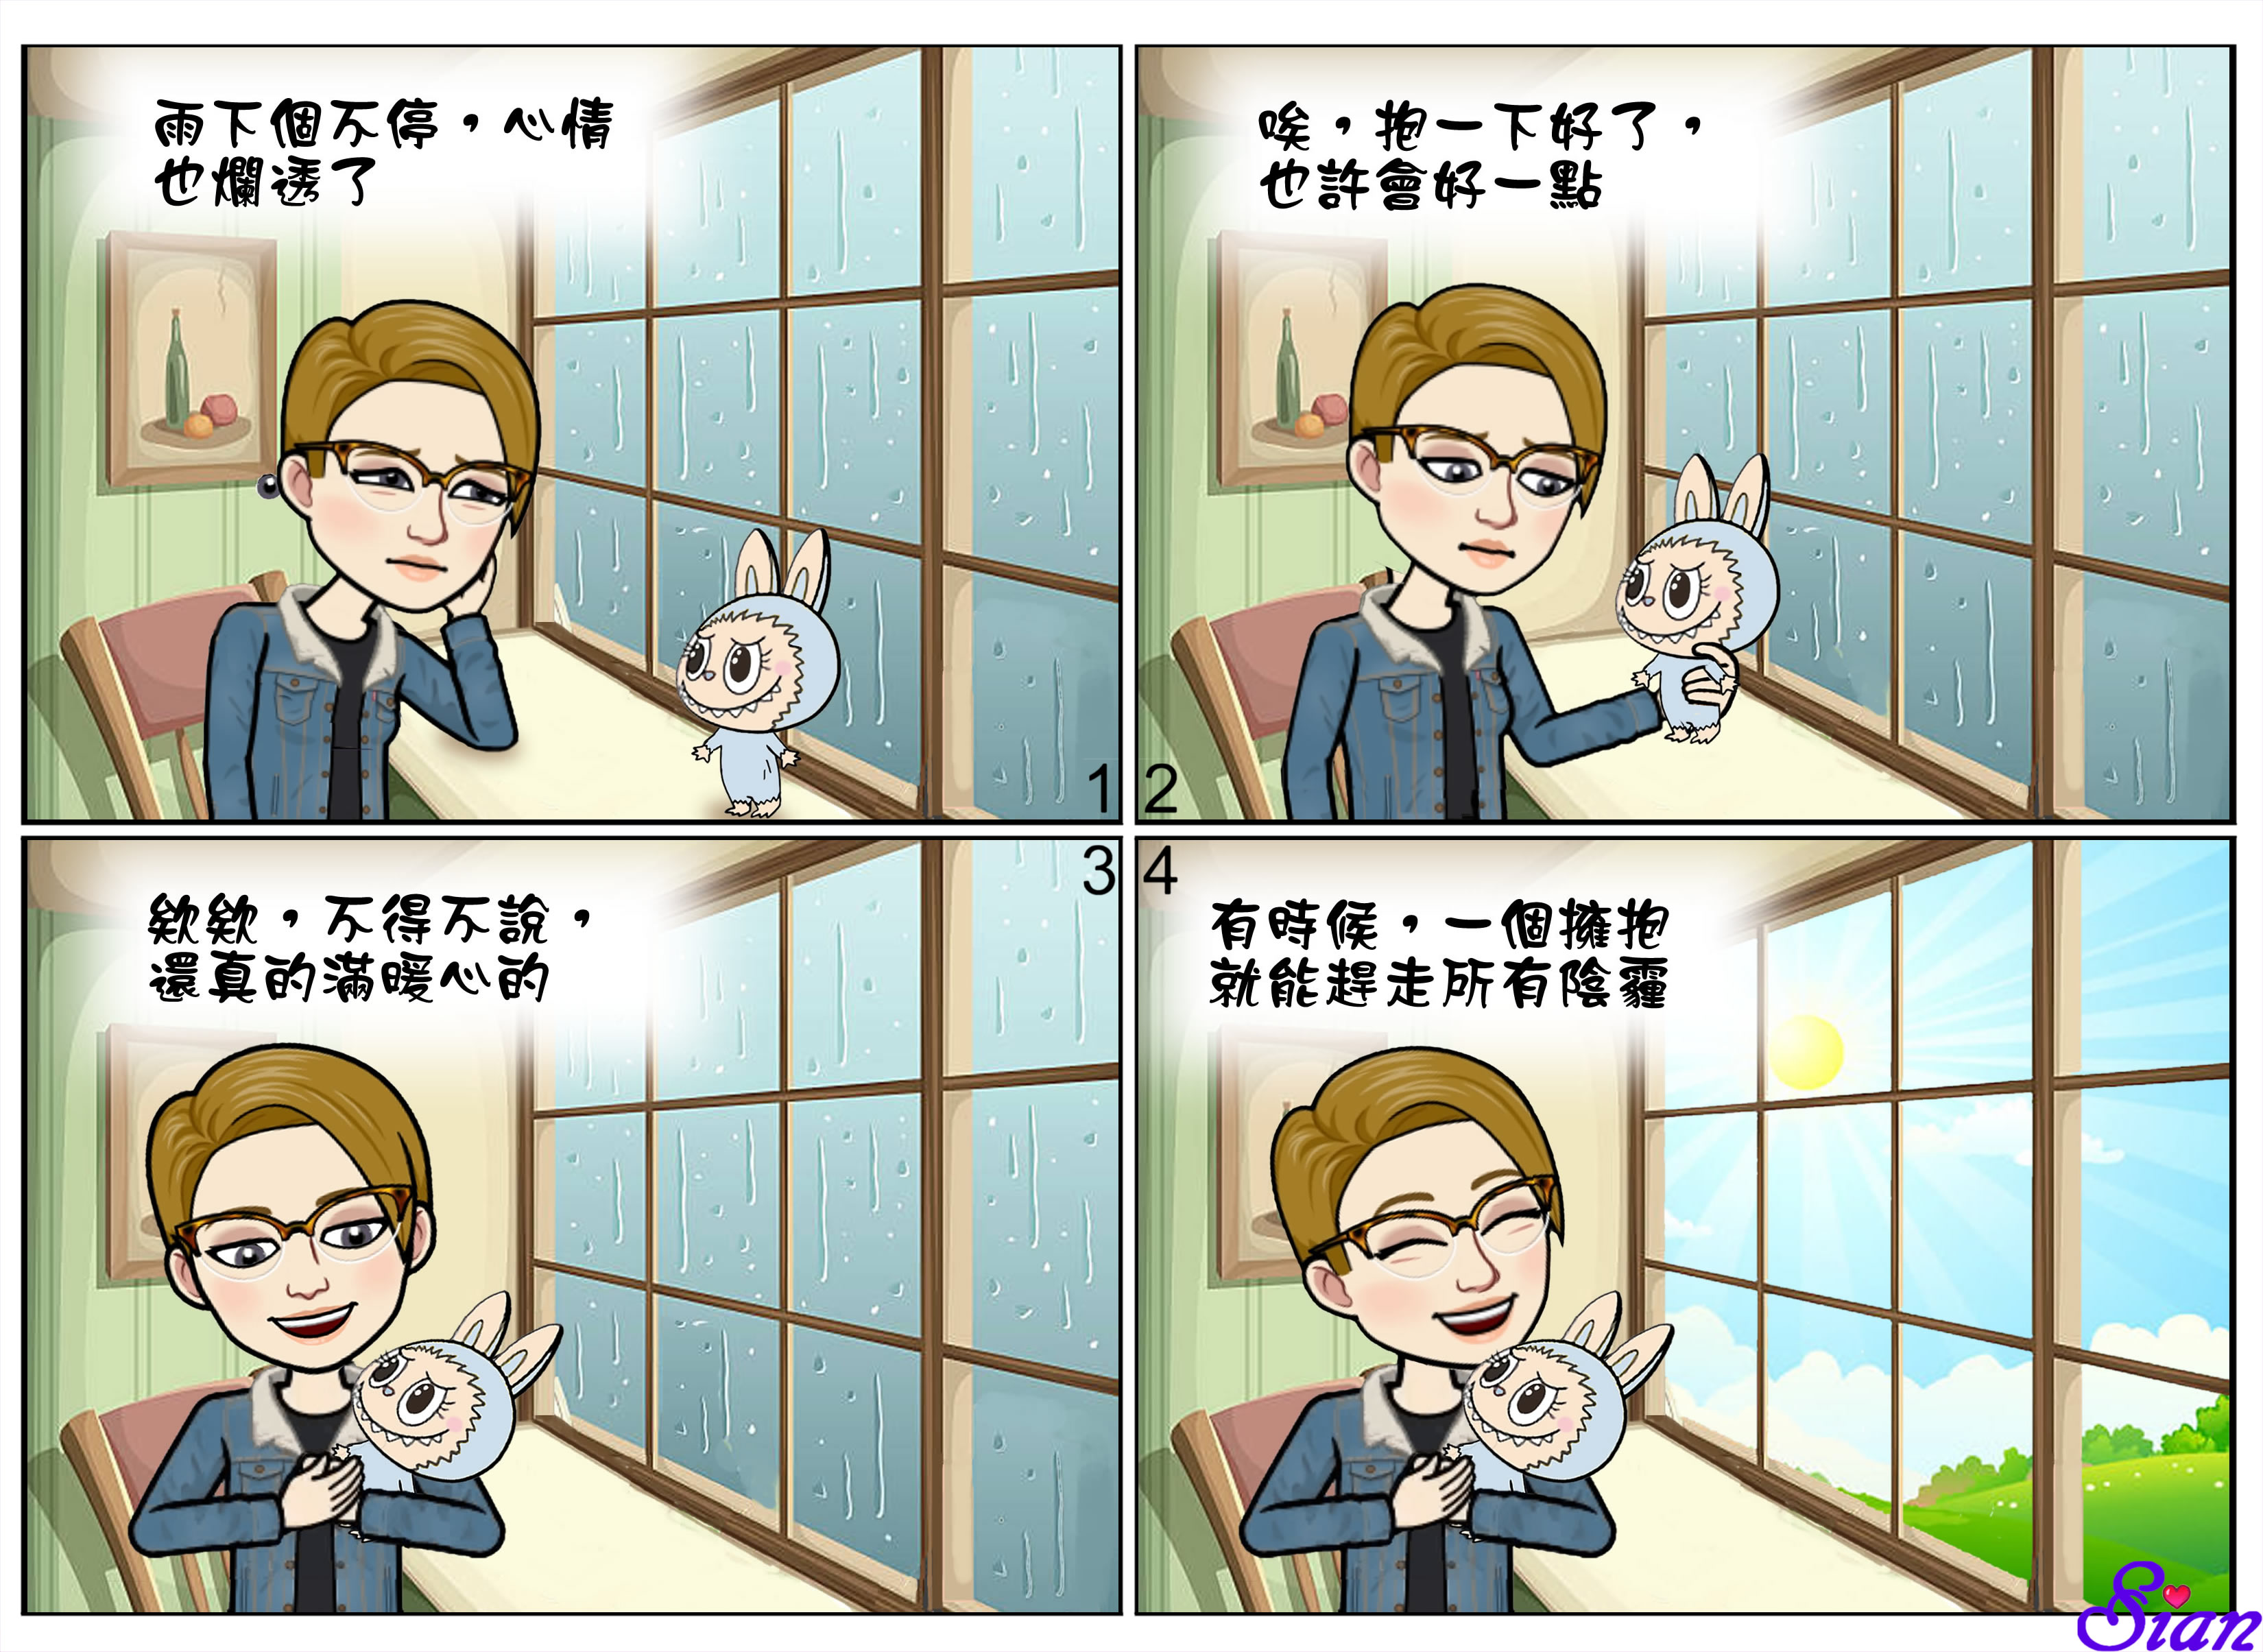 雨下個不停，心情
也爛透了
1
2
唉，抱一下好了，
也許會好一點
3
欸欸，不得不說，
還真的滿暖心的
4
有時候，一個擁抱
就能趕走所有陰霾
Sian